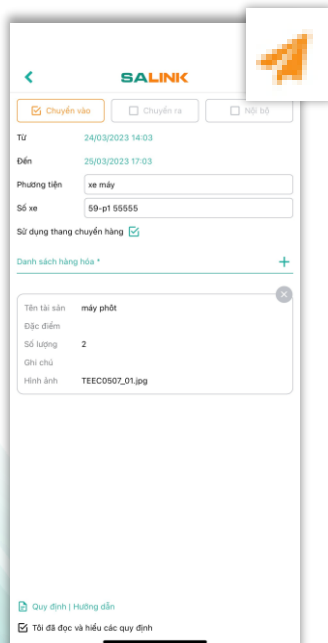 SALINK
Chuyển vào Chuyển ra Nội bộ
Từ 24/03/2023 14:03
Đến 25/03/2023 17:03
Phương tiện xe máy
Số xe 59-p1 55555
Sử dụng thang chuyển hàng
Danh sách hàng hóa *
Tên tài sản máy phôt
Đặc điểm
Số lượng 2
Ghi chú
Hình ảnh TEEC0507_01.jpg
Quy định | Hướng dẫn
Tôi đã đọc và hiểu các quy định